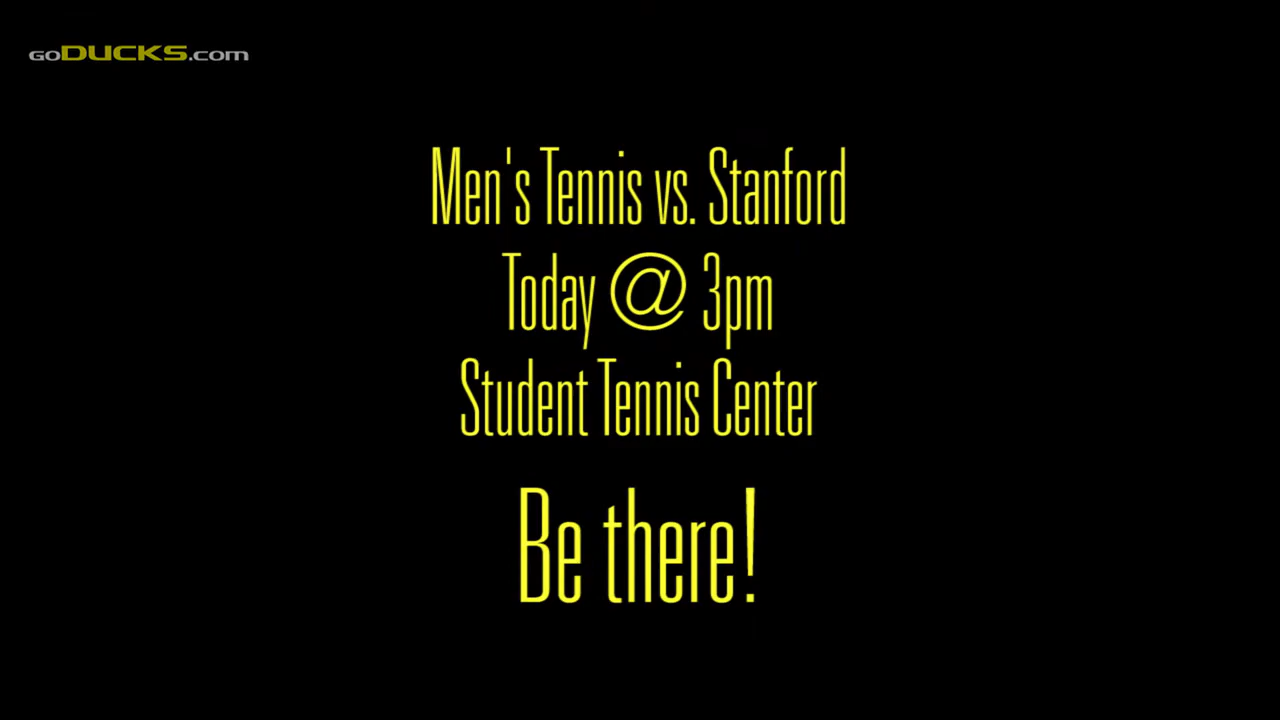 goDUCKS.com
Men's Tennis vs. Stanford
Today @ 3pm
Student Tennis Center
Be there!